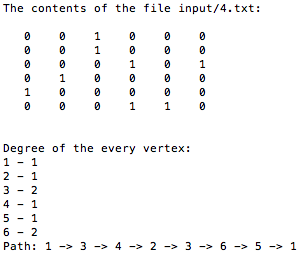 The contents of the file input/4.txt:
0 0 1 0 0 0
0 0 1 0 0 0
0 0 0 1 0 1
0 1 0 0 0 0
1 0 0 0 0 0
0 0 0 1 1 0
Degree of the every vertex:
1 - 1
2 - 1
3 - 2
4 - 1
5 - 1
6 - 2
Path: 1 -> 3 -> 4 -> 2 -> 3 -> 6 -> 5 -> 1